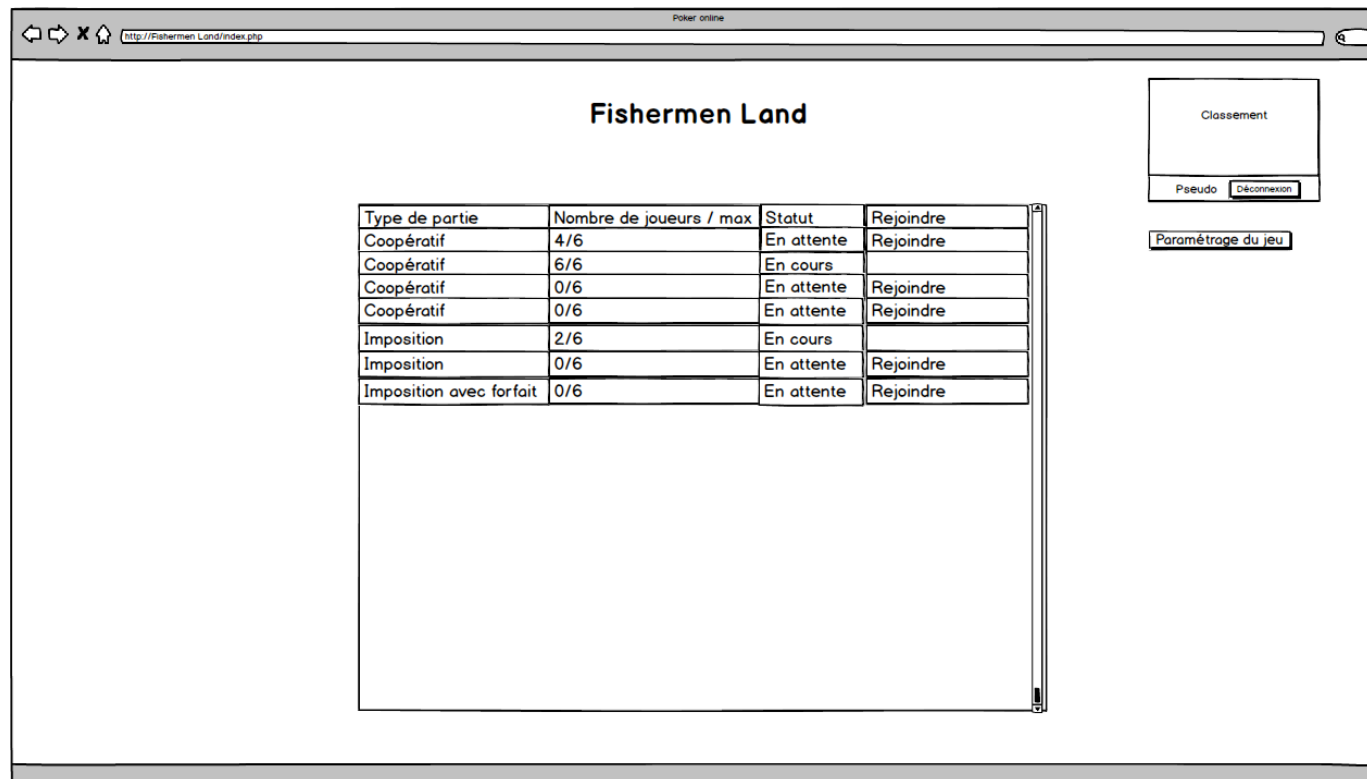 Poker online
http://Fishermen Land/index.php
Fishermen Land
Classement
Pseudo Déconnexion
Paramétrage du jeu
Type de partie Nombre de joueurs / max Statut Rejoindre
Coopératif 4/6 En attente Rejoindre
Coopératif 6/6 En cours
Coopératif 0/6 En attente Rejoindre
Coopératif 0/6 En attente Rejoindre
Imposition 2/6 En cours
Imposition 0/6 En attente Rejoindre
Imposition avec forfait 0/6 En attente Rejoindre